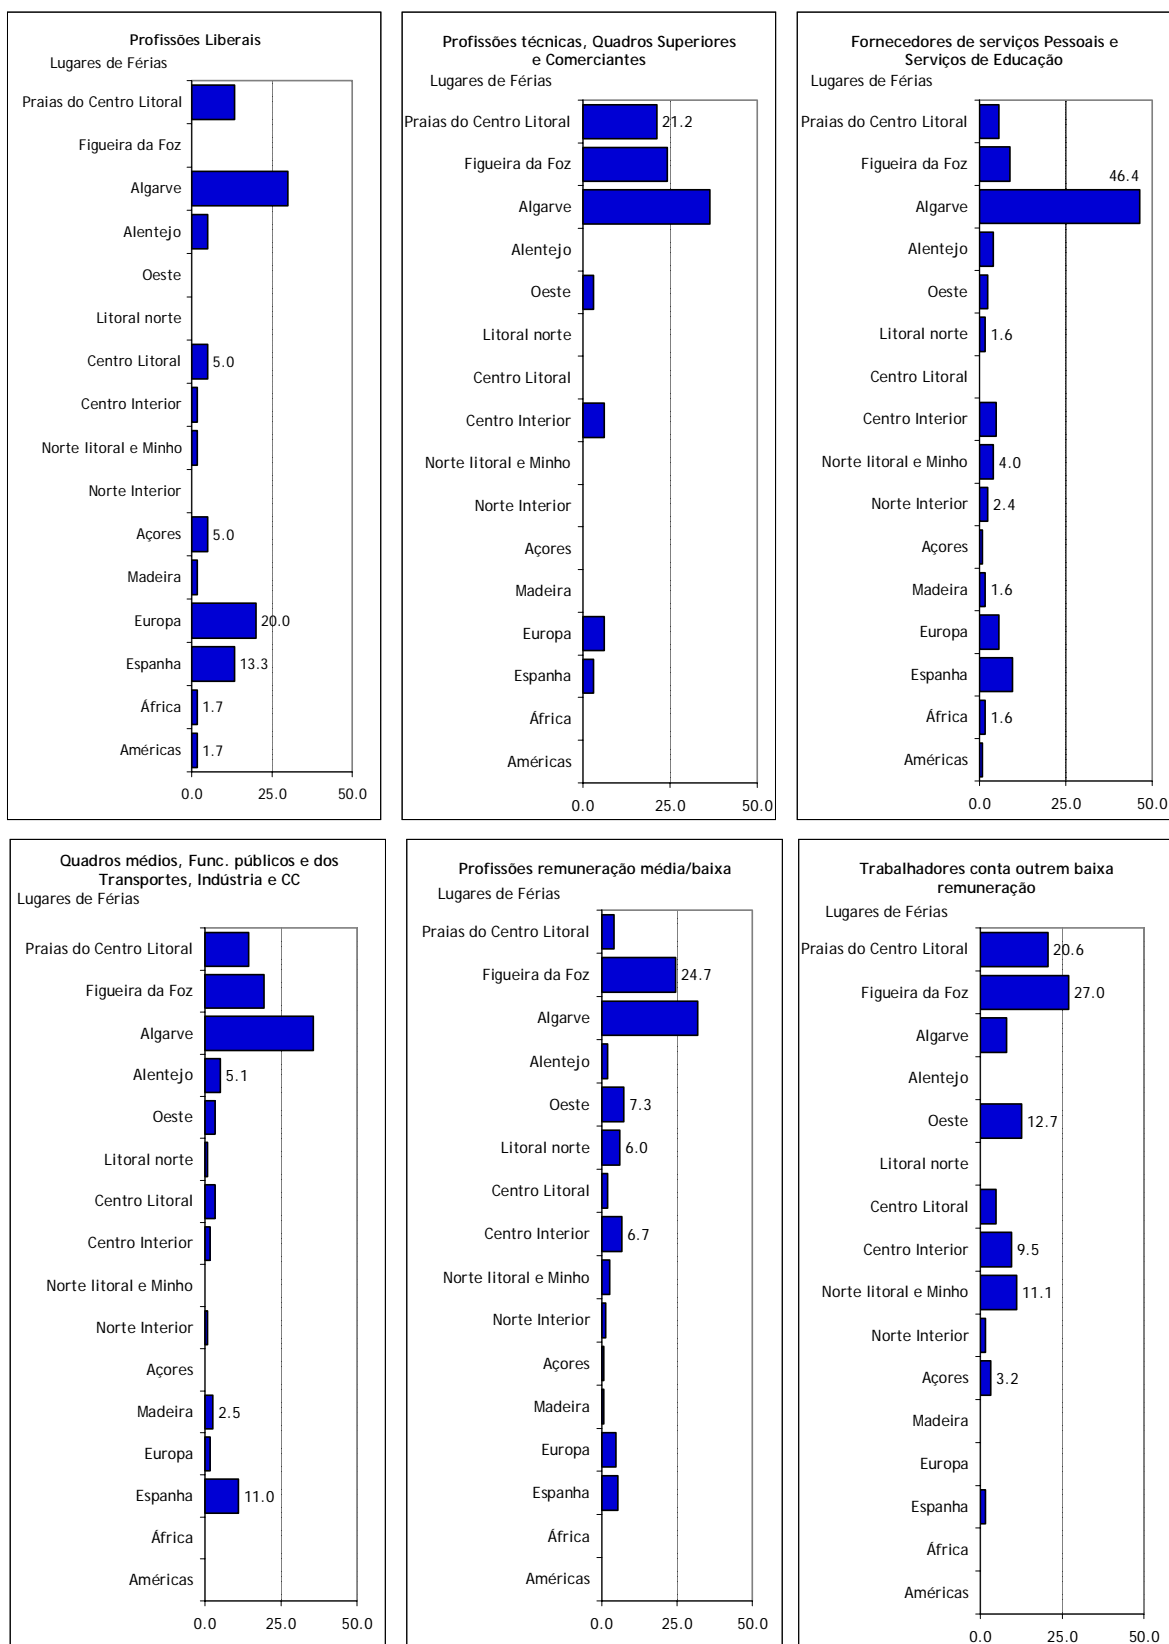 Profissões Liberais
Lugares de Férias
Praias do Centro Litoral
Figueira da Foz
Algarve
Alentejo
Oeste
Litoral norte
Centro Litoral 5.0
Centro Interior
Norte litoral e Minho
Norte Interior
Açores 5.0
Madeira
Europa 20.0
Espanha 13.3
África 1.7
Américas 1.7
0.0 25.0 50.0
Profissões técnicas, Quadros Superiores
e Comerciantes
Lugares de Férias
Praias do Centro Litoral 21.2
Figueira da Foz
Algarve
Alentejo
Oeste
Litoral norte
Centro Litoral
Centro Interior
Norte litoral e Minho
Norte Interior
Açores
Madeira
Europa
Espanha
África
Américas
0.0 25.0 50.0
Fornecedores de serviços Pessoais e
Serviços de Educação
Lugares de Férias
Praias do Centro Litoral
Figueira da Foz
46.4
Algarve
Alentejo
Oeste
Litoral norte 1.6
Centro Litoral
Centro Interior
Norte litoral e Minho 4.0
Norte Interior 2.4
Açores
Madeira 1.6
Europa
Espanha
África 1.6
Américas
0.0 25.0 50.0
Quadros médios, Func. públicos e dos
Transportes, Indústria e CC
Lugares de Férias
Praias do Centro Litoral
Figueira da Foz
Algarve
Alentejo 5.1
Oeste
Litoral norte
Centro Litoral
Centro Interior
Norte litoral e Minho
Norte Interior
Açores
Madeira 2.5
Europa
Espanha 11.0
África
Américas
0.0 25.0 50.0
Profissões remuneração média/baixa
Lugares de Férias
Praias do Centro Litoral
Figueira da Foz 24.7
Algarve
Alentejo
Oeste 7.3
Litoral norte 6.0
Centro Litoral
Centro Interior 6.7
Norte litoral e Minho
Norte Interior
Açores
Madeira
Europa
Espanha
África
Américas
0.0 25.0 50.0
Trabalhadores conta outrem baixa
remuneração
Lugares de Férias
Praias do Centro Litoral 20.6
Figueira da Foz 27.0
Algarve
Alentejo
Oeste 12.7
Litoral norte
Centro Litoral
Centro Interior 9.5
Norte litoral e Minho 11.1
Norte Interior
Açores 3.2
Madeira
Europa
Espanha
África
Américas
0.0 25.0 50.0